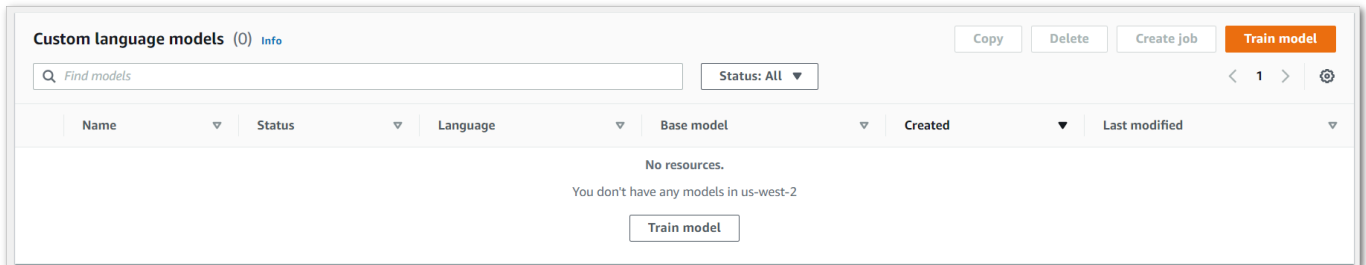 Custom language models (0) Info
Copy
Delete
Create job
Train model
Find models
Status: All
1
Name
Status
Language
Base model
Created
Last modified
No resources.
You don't have any models in us-west-2
Train model